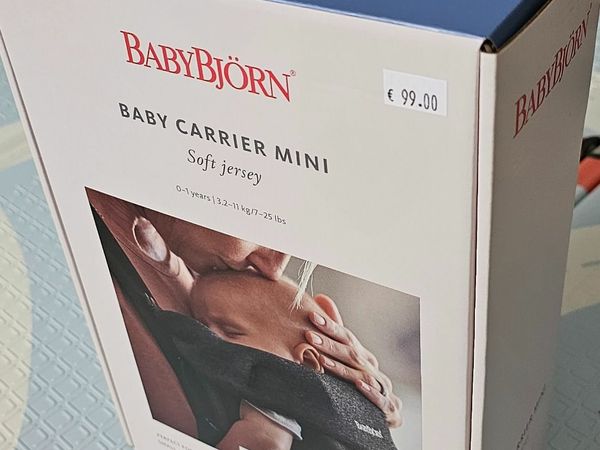 BABYBJÖRN®
€ 99.00
BABY CARRIER MINI
Soft jersey
0–1 years | 3.2–11 kg/7–25 lbs
BABYBJÖRN
babybjörn